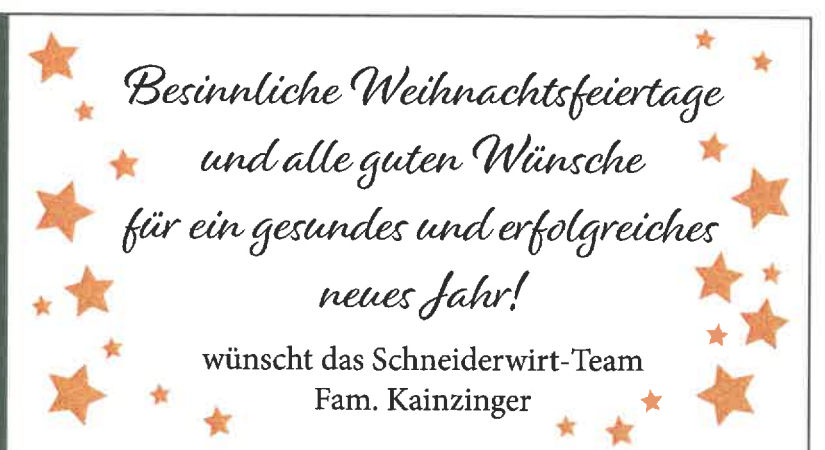 Besinnliche Weihnachtsfeiertage
und alle guten Wünsche
für ein gesundes und erfolgreiches
neues Jahr!
wünscht das Schneiderwirt-Team
Fam. Kainzinger